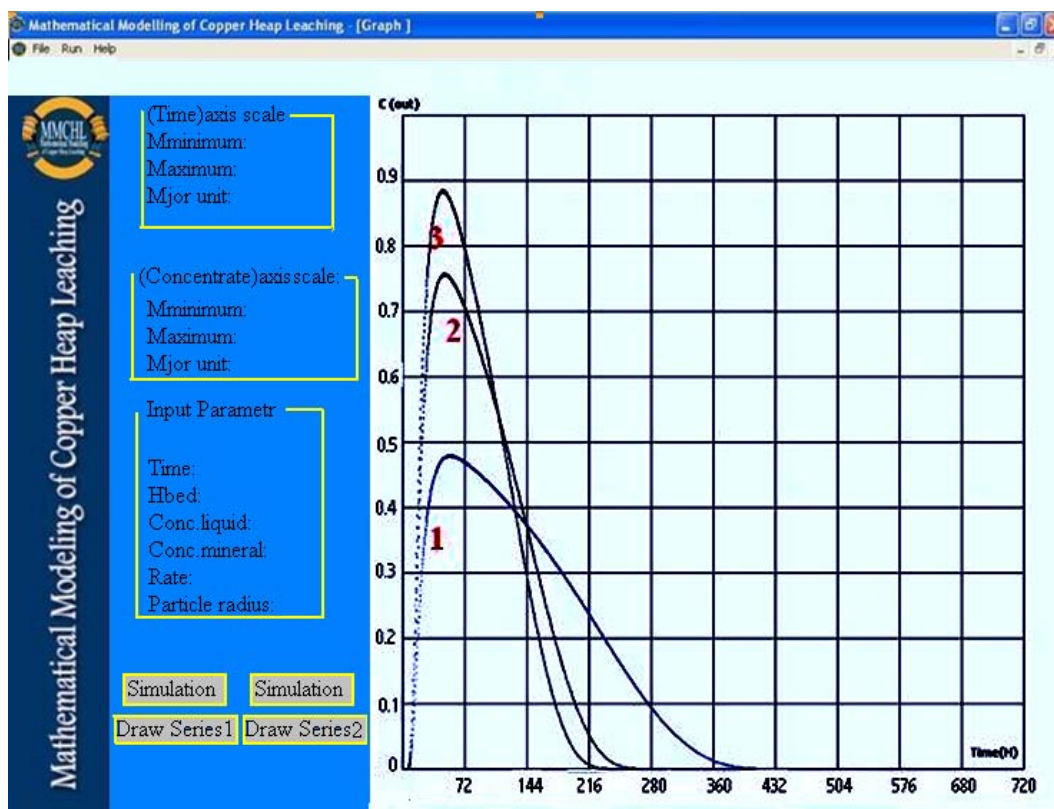 Mathematical Modelling of Copper Heap Leaching - [Graph ]
File Run Help
MMCHL
Mathematical Modeling of Copper Heap Leaching
(Time)axis scale
Mminimum:
Maximum:
Mjor unit:
(Concentrate)axis scale:
Mminimum:
Maximum:
Mjor unit:
Input Parametr
Time:
Hbed:
Conc.liquid:
Conc.mineral:
Rate:
Particle radius:
Simulation Simulation
Draw Series1 Draw Series2
C (out)
0.9
0.8
0.7
0.6
0.5
0.4
0.3
0.2
0.1
0
3
2
1
Time(H)
72 144 216 280 360 432 504 576 680 720